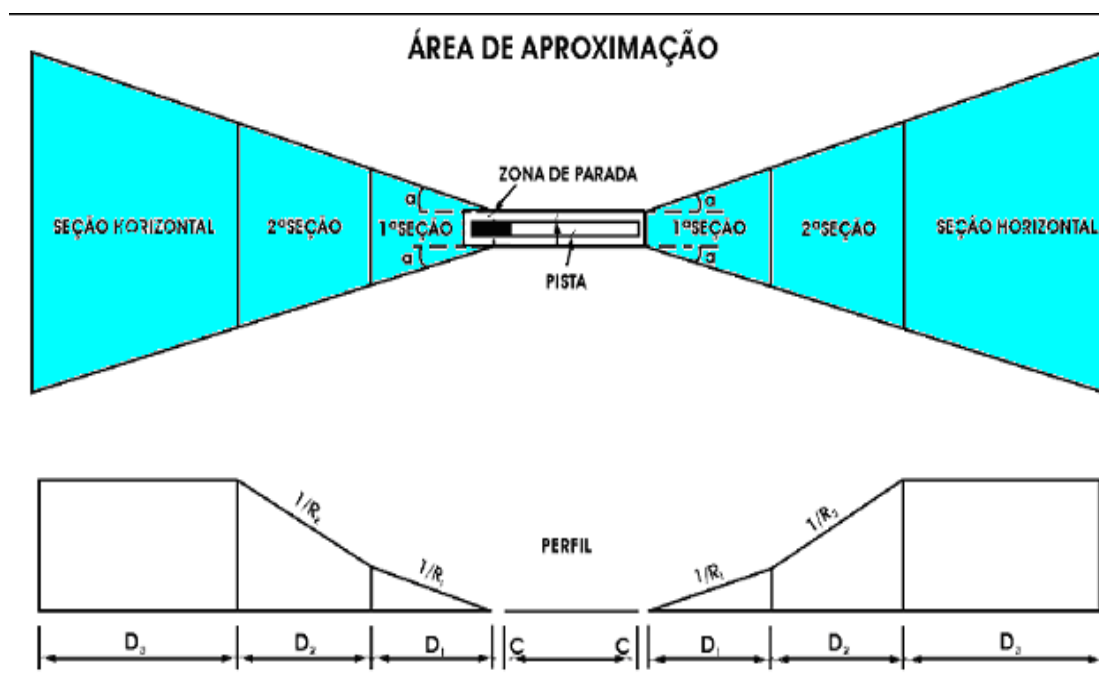 ÁREA DE APROXIMAÇÃO
ZONA DE PARADA
a
a
SEÇÃO HORIZONTAL
2ªSEÇÃO
1ªSEÇÃO
1ªSEÇÃO
2ªSEÇÃO
SEÇÃO HORIZONTAL
a
a
PISTA
1/R₂
1/R₁
PERFIL
1/R₁
1/R₂
D₃
D₂
D₁
C
C
D₁
D₂
D₃